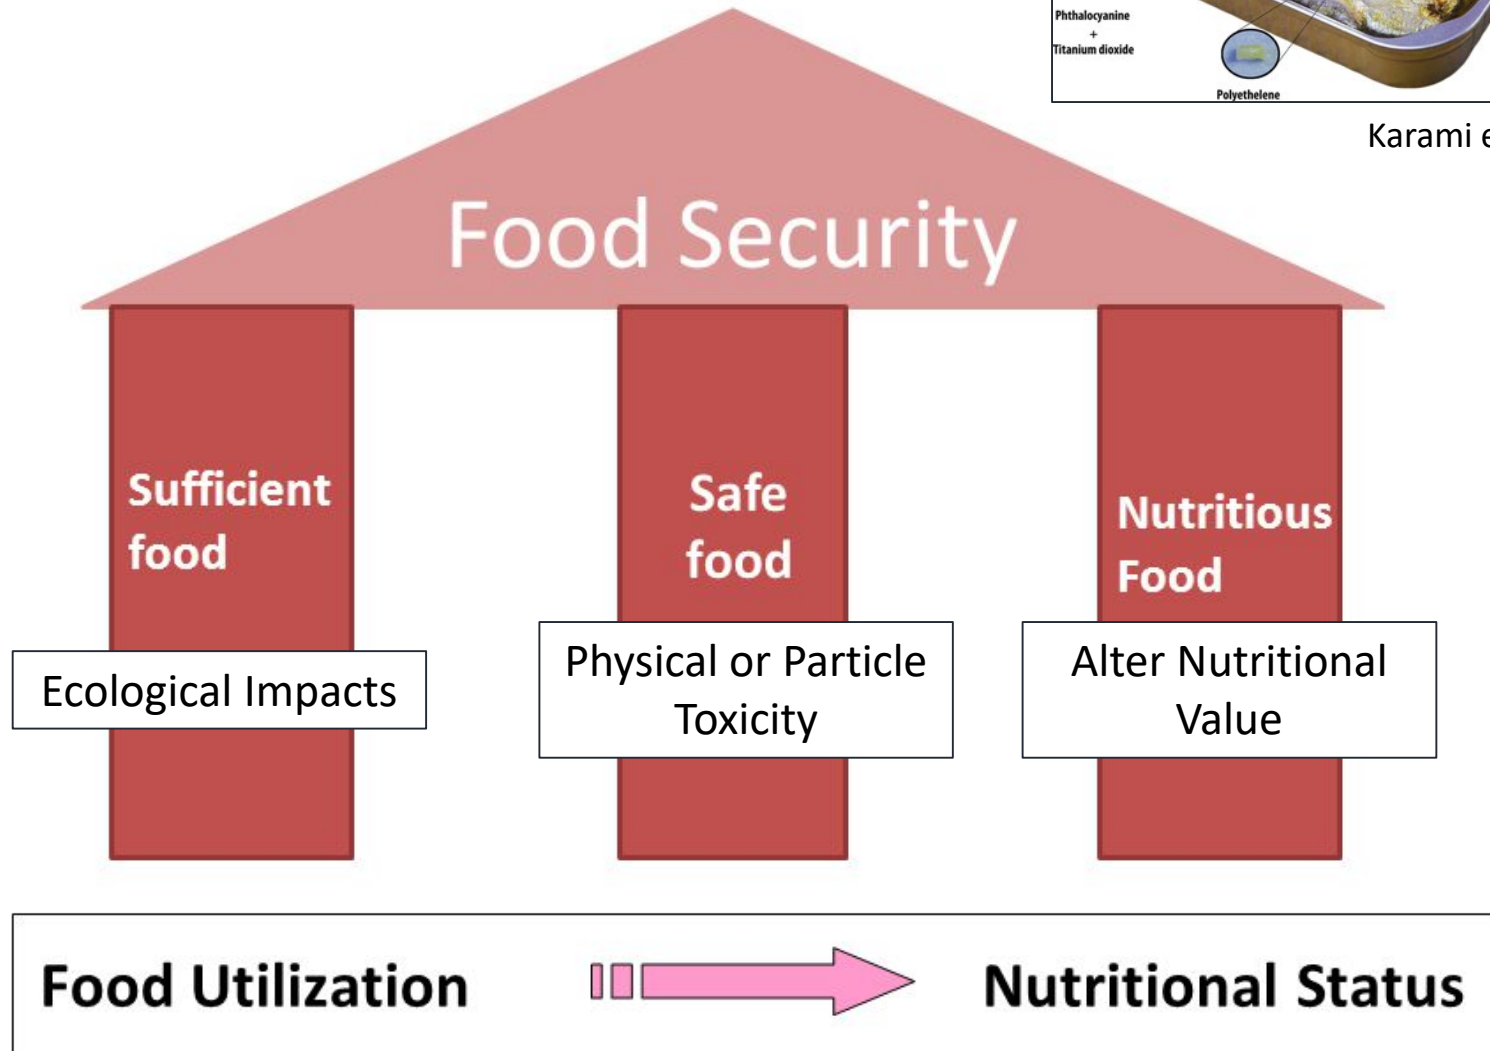 Phthalocyanine
+
Titanium dioxide
Polyethelene
Karami e
Food Security
Sufficient
food
Safe
food
Nutritious
Food
Ecological Impacts
Physical or Particle
Toxicity
Alter Nutritional
Value
Food Utilization
Nutritional Status